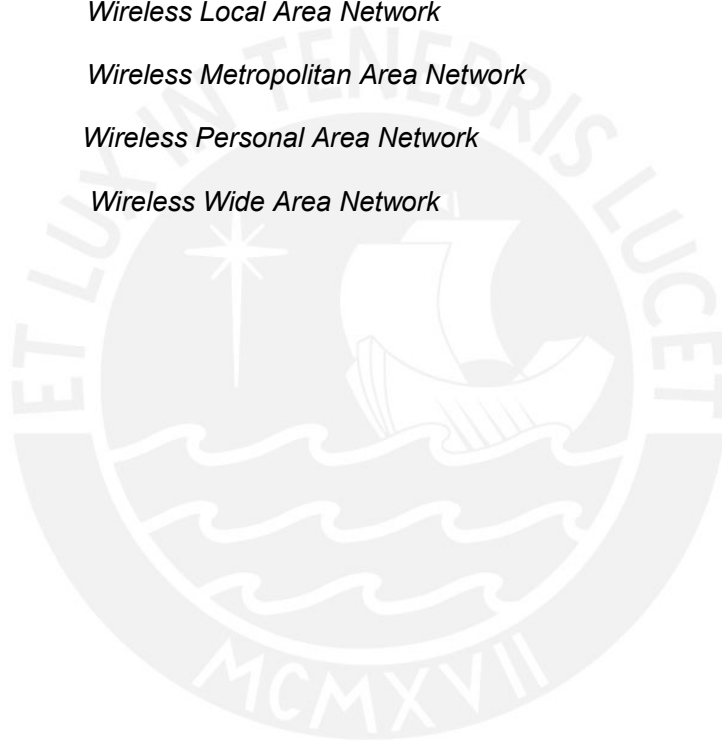 Wireless Local Area Network
Wireless Metropolitan Area Network
Wireless Personal Area Network
Wireless Wide Area Network
ET LUX IN TENEBRIS LUCET
MCMXVII